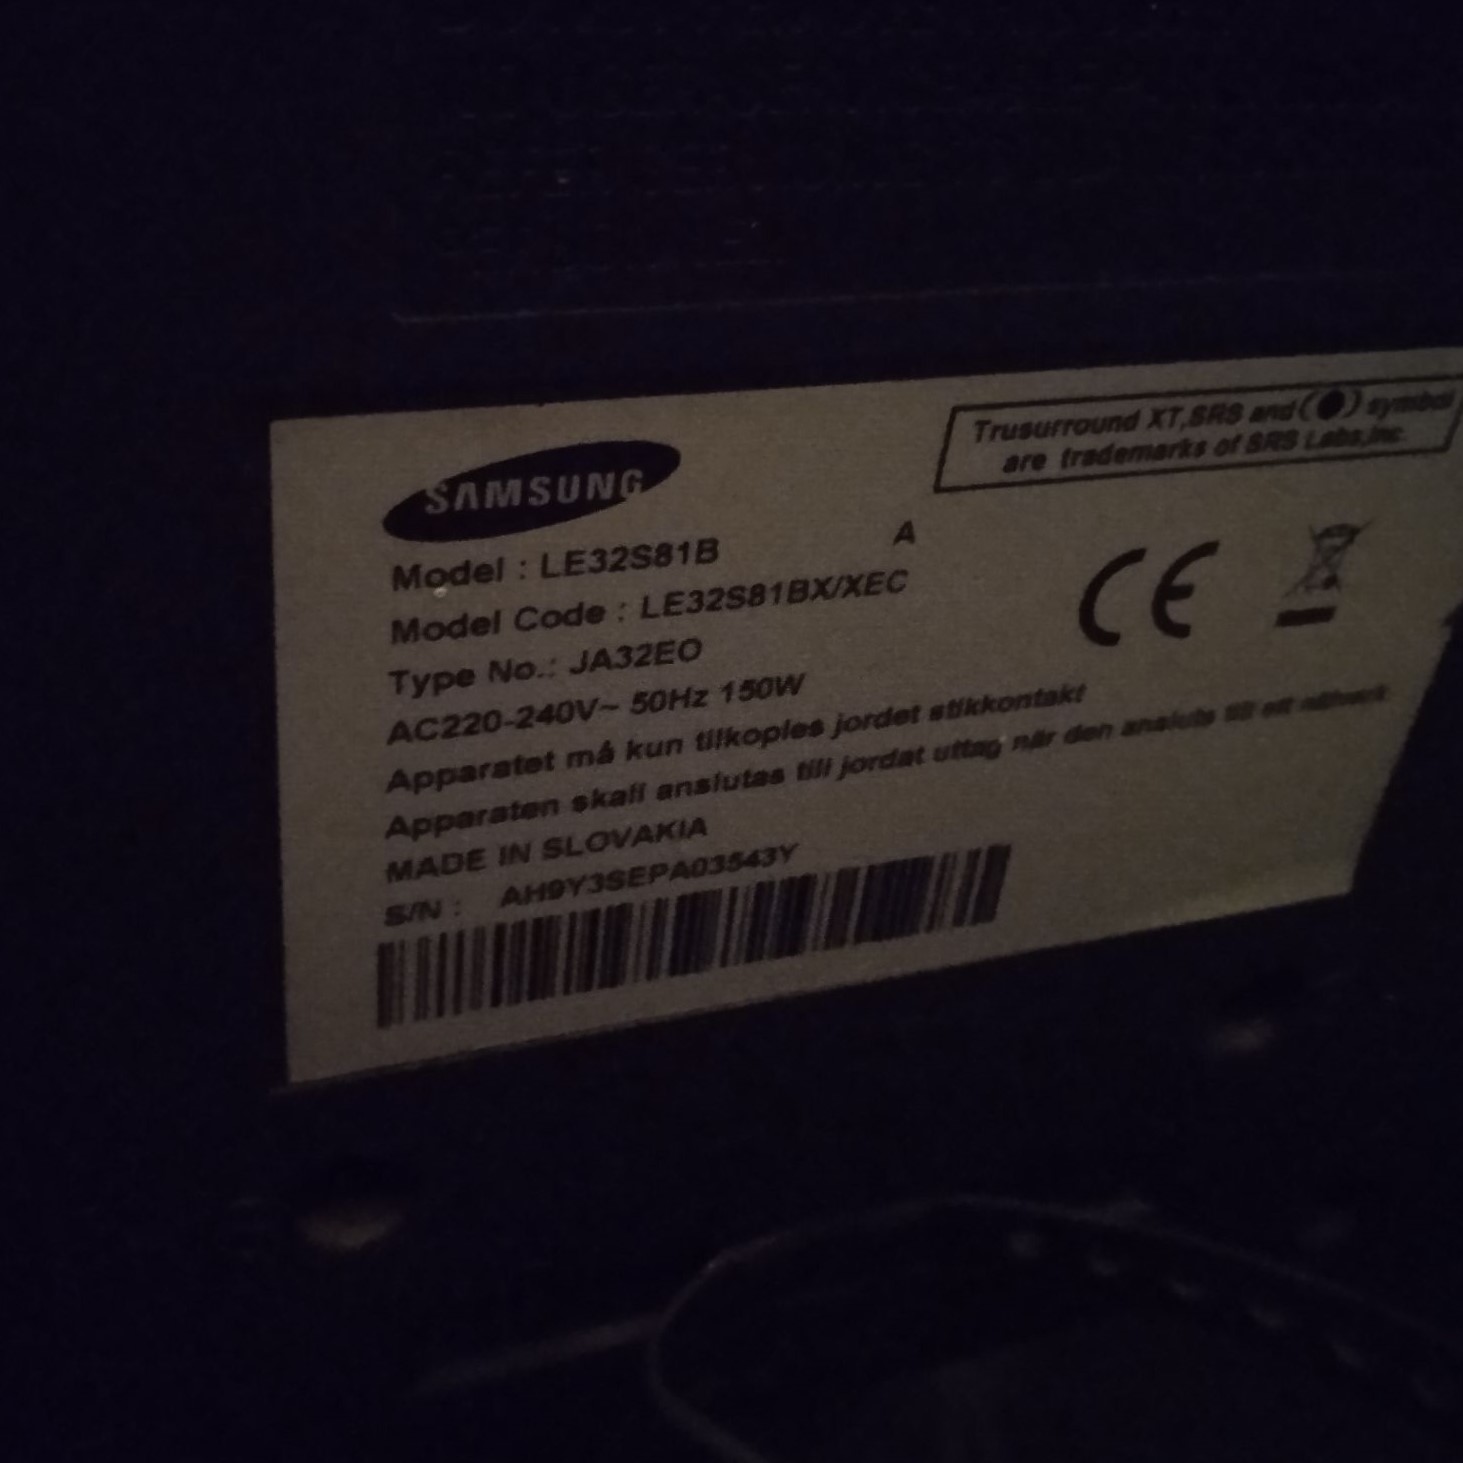 Trusurround XT,SRS and (●) symbol
are trademarks of SRS Labs,Inc.
SAMSUNG
Model : LE32S81B A
Model Code : LE32S81BX/XEC
Type No.: JA32EO
AC220-240V~ 50Hz 150W
Apparatet må kun tilkoples jordet stikkontakt
Apparaten skall anslutas till jordat uttag när den ansluts till ett nätverk
MADE IN SLOVAKIA
S/N : AH9Y3SEPA03543Y
CE